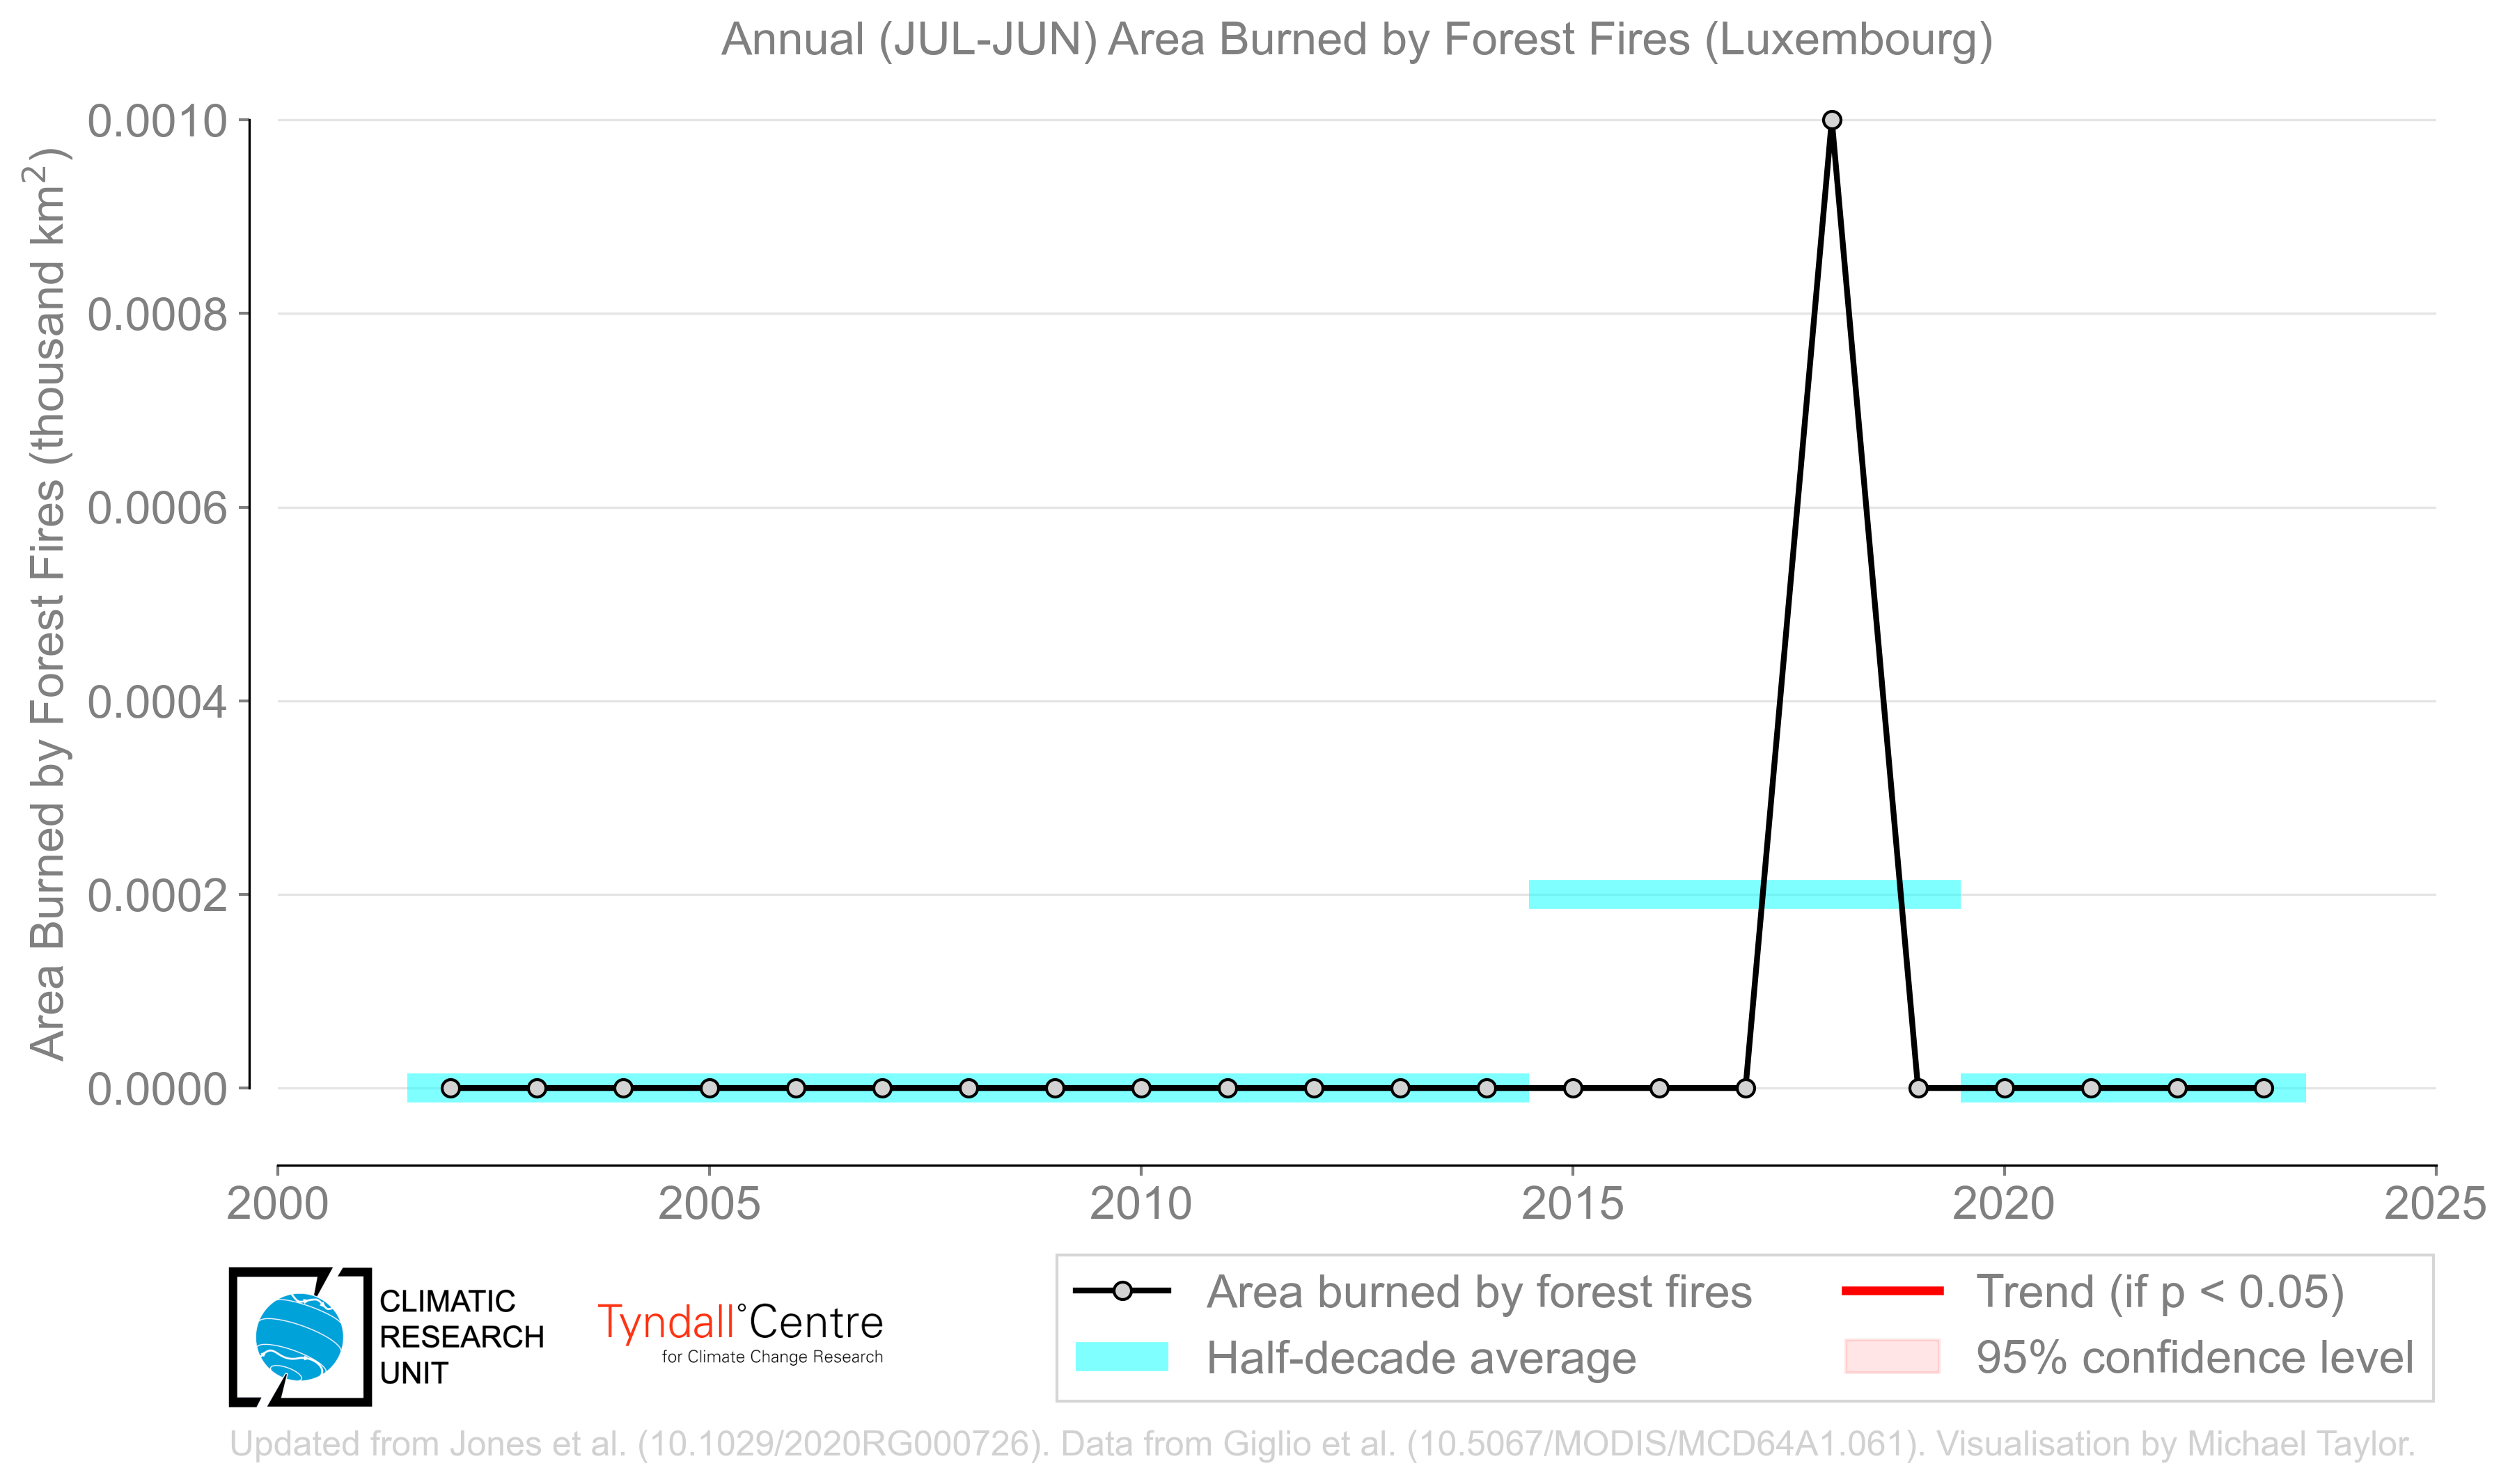 Annual (JUL-JUN) Area Burned by Forest Fires (Luxembourg)
Area Burned by Forest Fires (thousand km²)
0.0010
0.0008
0.0006
0.0004
0.0002
0.0000
2000 2005 2010 2015 2020 2025
CLIMATIC
RESEARCH
UNIT
Tyndall°Centre
for Climate Change Research
Area burned by forest fires
Half-decade average
Trend (if p < 0.05)
95% confidence level
Updated from Jones et al. (10.1029/2020RG000726). Data from Giglio et al. (10.5067/MODIS/MCD64A1.061). Visualisation by Michael Taylor.